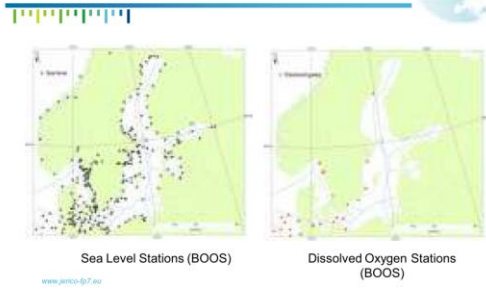 Sea Level Stations (BOOS)
Dissolved Oxygen Stations
(BOOS)
www.jerico-fp7.eu